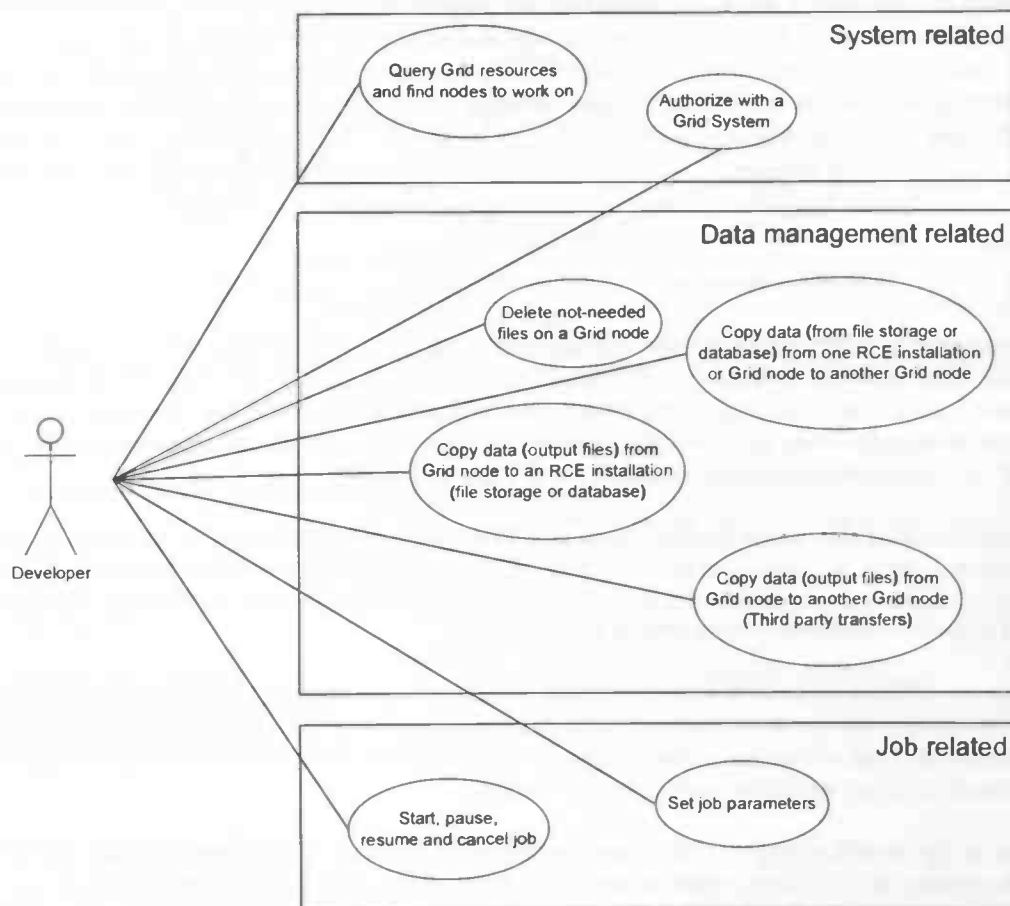 System related
Query Grid resources
and find nodes to work on
Authorize with a
Grid System
Data management related
Delete not-needed
files on a Grid node
Copy data (from file storage or
database) from one RCE installation
or Grid node to another Grid node
Copy data (output files) from
Grid node to an RCE installation
(file storage or database)
Developer
Copy data (output files) from
Grid node to another Grid node
(Third party transfers)
Job related
Start, pause,
resume and cancel job
Set job parameters